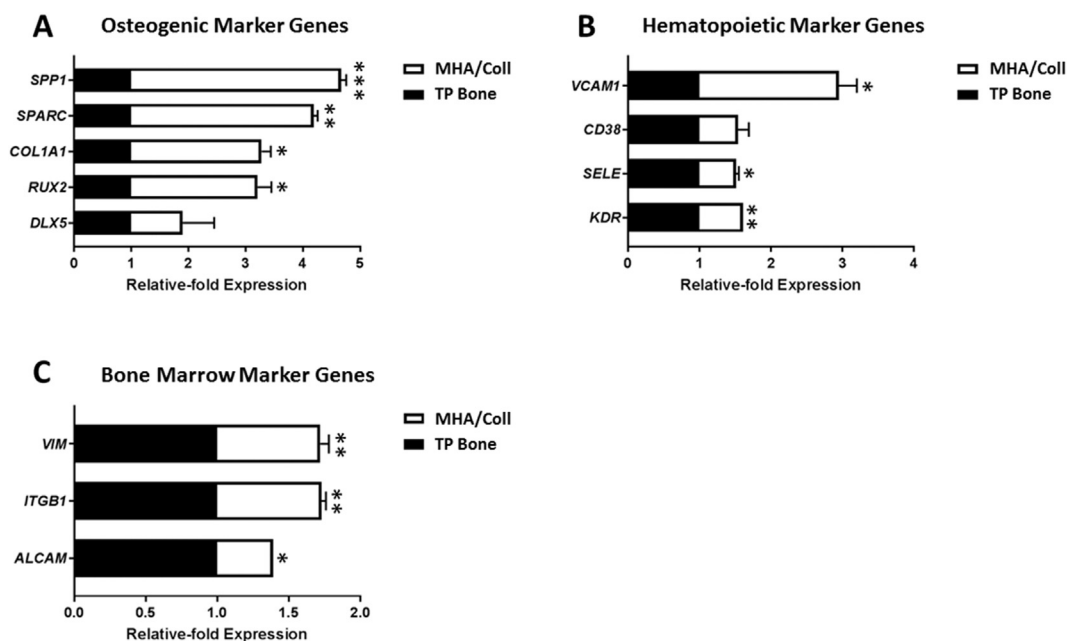 A Osteogenic Marker Genes
SPP1
SPARC
COL1A1
RUX2
DLX5
***
**
*
*
0 1 2 3 4 5
Relative-fold Expression
MHA/Coll
TP Bone
B Hematopoietic Marker Genes
VCAM1
CD38
SELE
KDR
*
*
**
0 1 2 3 4
Relative-fold Expression
MHA/Coll
TP Bone
C Bone Marrow Marker Genes
VIM
ITGB1
ALCAM
**
**
*
0.0 0.5 1.0 1.5 2.0
Relative-fold Expression
MHA/Coll
TP Bone